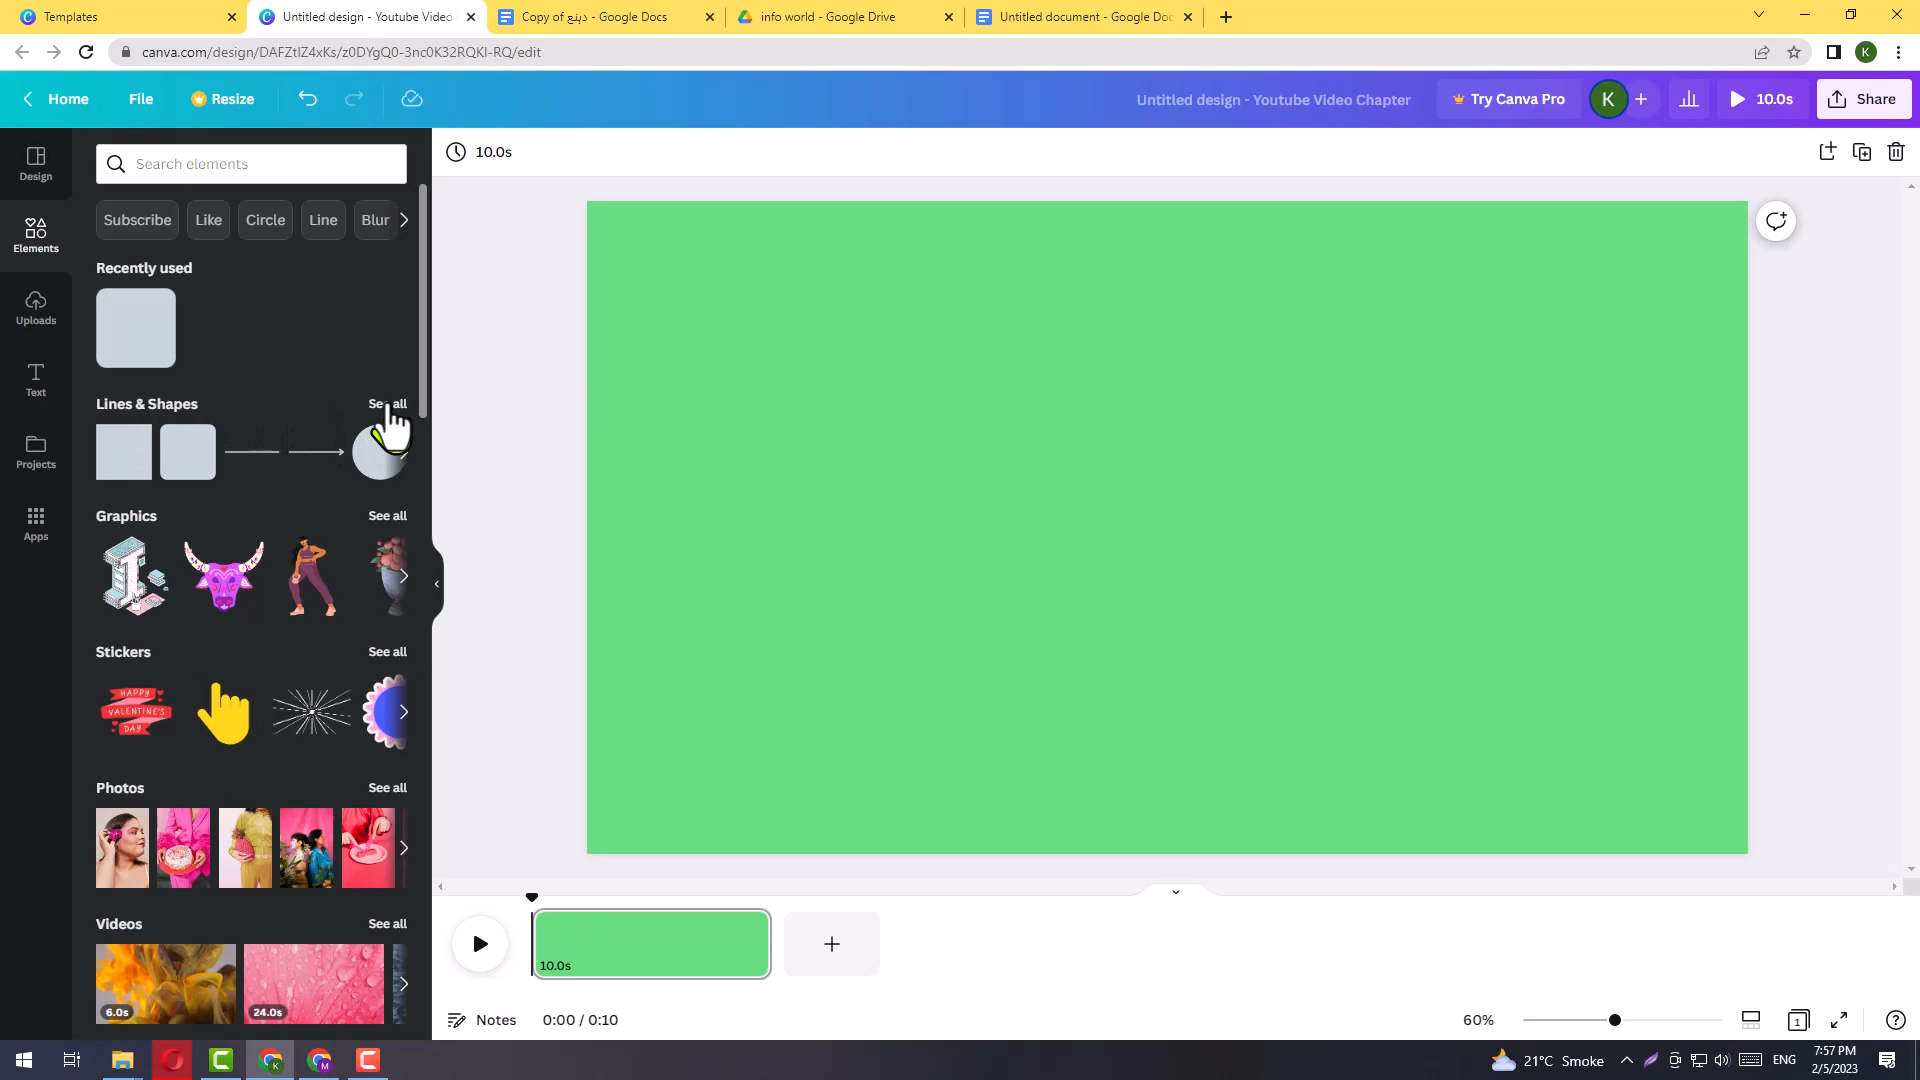 Templates
Untitled design - Youtube Video
Copy of دېنع - Google Docs
info world - Google Drive
Untitled document - Google Doc
canva.com/design/DAFZtlZ4xKs/z0DYgQ0-3nc0K32RQKI-RQ/edit
K
Home
File
Resize
Untitled design - Youtube Video Chapter
Try Canva Pro
K
10.0s
Share
Design
Elements
Uploads
Text
Projects
Apps
Search elements
Subscribe
Like
Circle
Line
Blur
Recently used
Lines & Shapes
See all
Graphics
See all
Stickers
See all
HAPPY
VALENTINE'S
DAY
Photos
See all
Videos
See all
6.0s
24.0s
10.0s
10.0s
Notes
0:00 / 0:10
60%
1
21°C Smoke
ENG
7:57 PM
2/5/2023